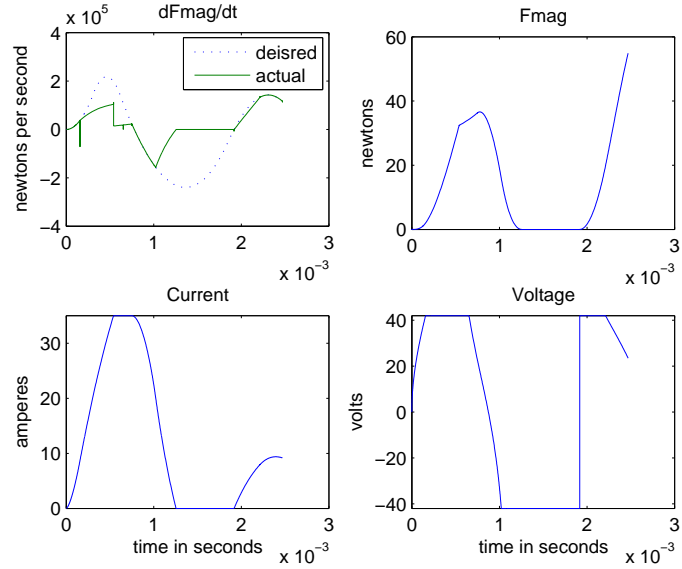 dFmag/dt
x 10^5
newtons per second
4
2
0
−2
−4
deisred
actual
0 1 2 3
x 10^−3
Fmag
newtons
60
40
20
0
0 1 2 3
x 10^−3
Current
amperes
30
20
10
0
0 1 2 3
time in seconds
x 10^−3
Voltage
volts
40
20
0
−20
−40
0 1 2 3
time in seconds
x 10^−3